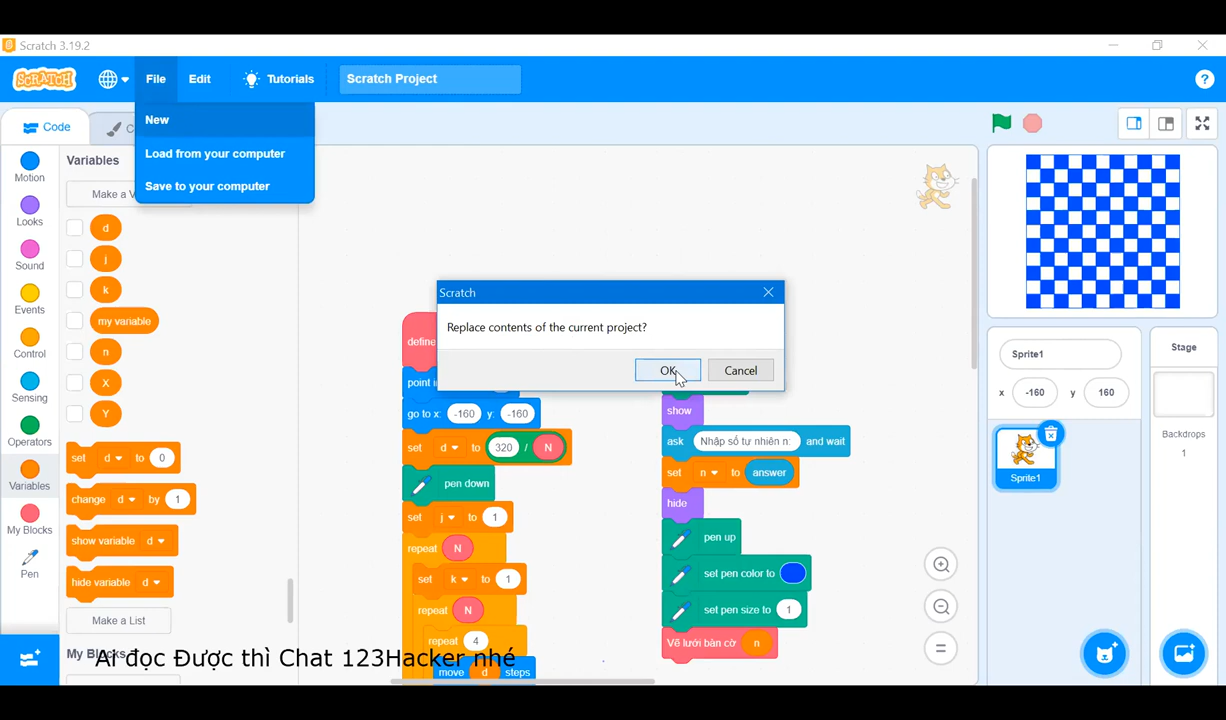 Scratch 3.19.2
SCRATCH
File
Edit
Tutorials
Scratch Project
?
New
Load from your computer
Save to your computer
Code
Motion
Looks
Sound
Events
Control
Sensing
Operators
Variables
My Blocks
Pen
Variables
Make a V
d
j
k
my variable
n
X
Y
set d to 0
change d by 1
show variable d
hide variable d
Make a List
My Blocks
define
point in
go to x: -160 y: -160
set d to 320 / N
pen down
set j to 1
repeat N
set k to 1
repeat N
repeat 4
move d steps
Scratch
Replace contents of the current project?
OK
Cancel
show
ask Nhập số tự nhiên n: and wait
set n to answer
hide
pen up
set pen color to
set pen size to 1
Vẽ lưới bàn cờ n
Sprite1
x -160 y 160
Sprite1
Stage
Backdrops
1
Ai đọc Được thì Chat 123Hacker nhé